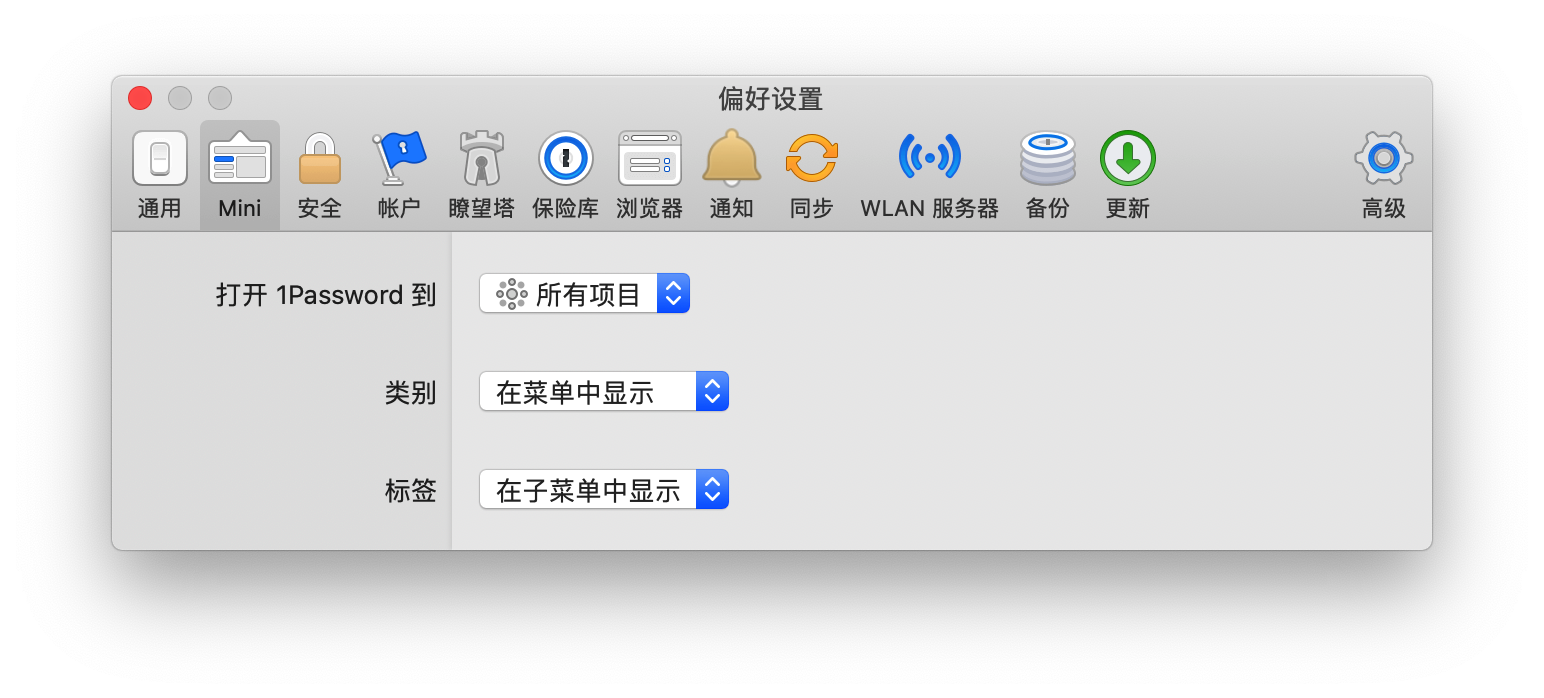 偏好设置
通用 Mini 安全 帐户 瞭望塔 保险库 浏览器 通知 同步 WLAN 服务器 备份 更新 高级
打开 1Password 到 所有项目
类别 在菜单中显示
标签 在子菜单中显示